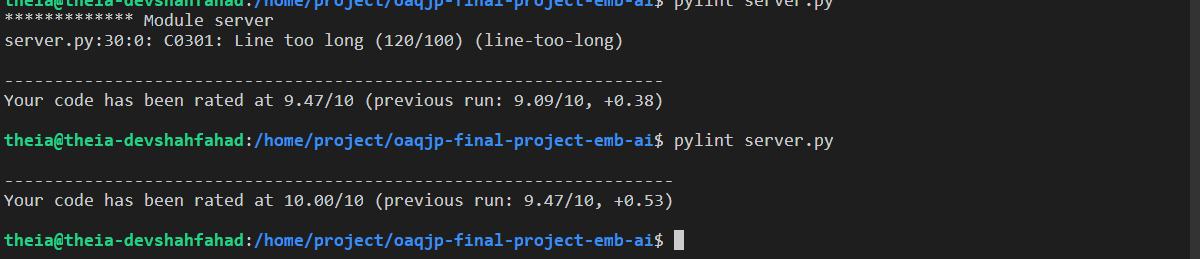 theia@theia-devshahfahad:/home/project/oaqjp-final-project-emb-ai$ pylint server.py
************* Module server
server.py:30:0: C0301: Line too long (120/100) (line-too-long)
------------------------------------------------------------------
Your code has been rated at 9.47/10 (previous run: 9.09/10, +0.38)
theia@theia-devshahfahad:/home/project/oaqjp-final-project-emb-ai$ pylint server.py
-------------------------------------------------------------------
Your code has been rated at 10.00/10 (previous run: 9.47/10, +0.53)
theia@theia-devshahfahad:/home/project/oaqjp-final-project-emb-ai$